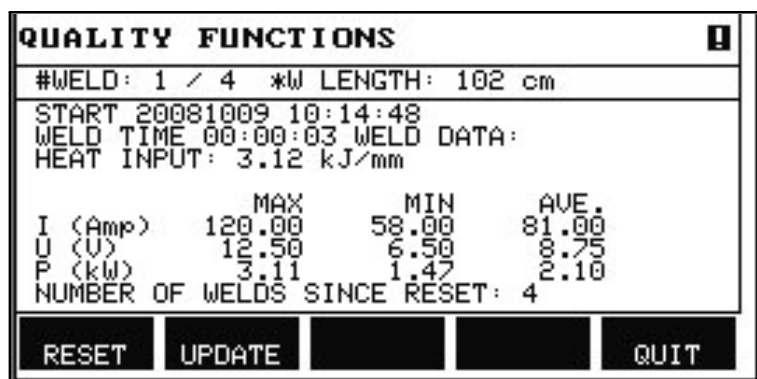 QUALITY FUNCTIONS
#WELD: 1 / 4 *W LENGTH: 102 cm
START 20081009 10:14:48
WELD TIME 00:00:03 WELD DATA:
HEAT INPUT: 3.12 kJ/mm
MAX MIN AVE.
I (Amp) 120.00 58.00 81.00
U (V) 12.50 6.50 8.75
P (kW) 3.11 1.47 2.10
NUMBER OF WELDS SINCE RESET: 4
RESET UPDATE QUIT